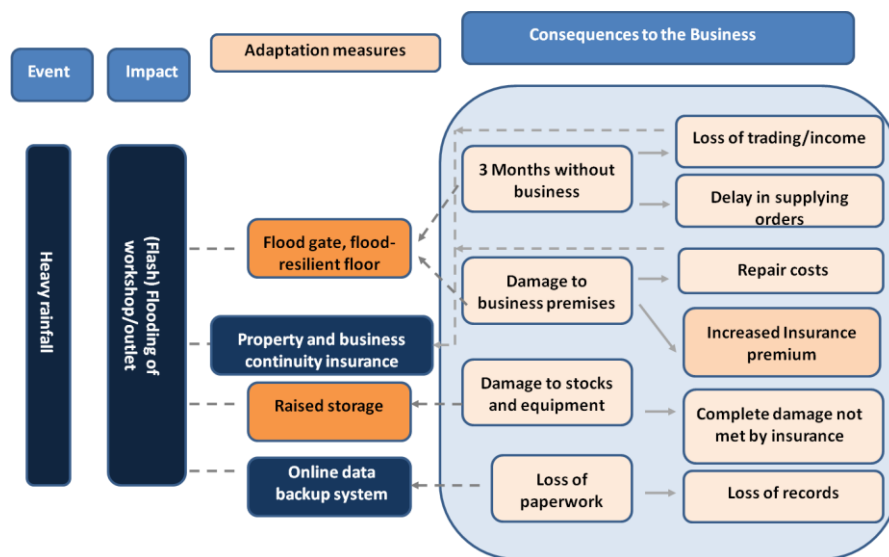 Event
Impact
Adaptation measures
Consequences to the Business
Heavy rainfall
(Flash) Flooding of
workshop/outlet
Flood gate, flood-
resilient floor
Property and business
continuity insurance
Raised storage
Online data
backup system
3 Months without
business
Damage to
business premises
Damage to stocks
and equipment
Loss of
paperwork
Loss of trading/income
Delay in supplying
orders
Repair costs
Increased Insurance
premium
Complete damage not
met by insurance
Loss of records